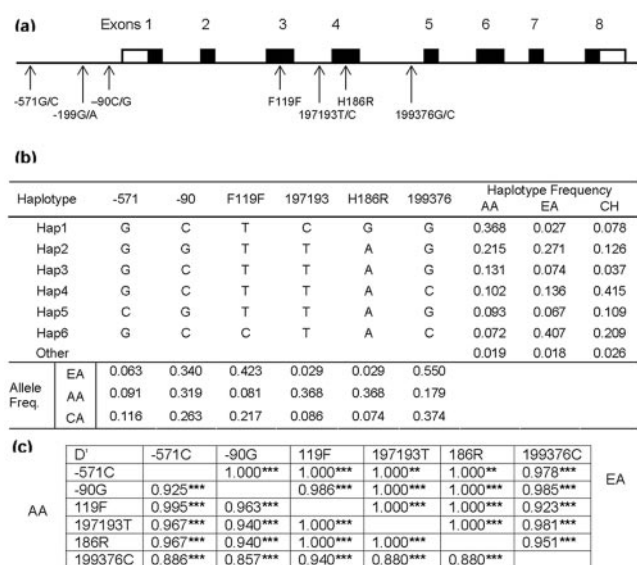 (a)
Exons 1 2 3 4 5 6 7 8
-571G/C F119F H186R
-199G/A –90C/G 197193T/C 199376G/C
(b)
Haplotype -571 -90 F119F 197193 H186R 199376 Haplotype Frequency
AA EA CH
Hap1 G C T C G G 0.368 0.027 0.078
Hap2 G G T T A G 0.215 0.271 0.126
Hap3 G C T T A G 0.131 0.074 0.037
Hap4 G C T T A C 0.102 0.136 0.415
Hap5 C G T T A G 0.093 0.067 0.109
Hap6 G C C T A C 0.072 0.407 0.209
Other 0.019 0.018 0.026
Allele Freq.
EA 0.063 0.340 0.423 0.029 0.029 0.550
AA 0.091 0.319 0.081 0.368 0.368 0.179
CA 0.116 0.263 0.217 0.086 0.074 0.374
(c)
D' -571C -90G 119F 197193T 186R 199376C
-571C 1.000*** 1.000*** 1.000** 1.000** 0.978*** EA
-90G 0.925*** 0.986*** 1.000*** 1.000*** 0.985***
AA 119F 0.995*** 0.963*** 1.000*** 1.000*** 0.923***
197193T 0.967*** 0.940*** 1.000*** 1.000*** 0.981***
186R 0.967*** 0.940*** 1.000*** 1.000*** 0.951***
199376C 0.886*** 0.857*** 0.940*** 0.880*** 0.880***